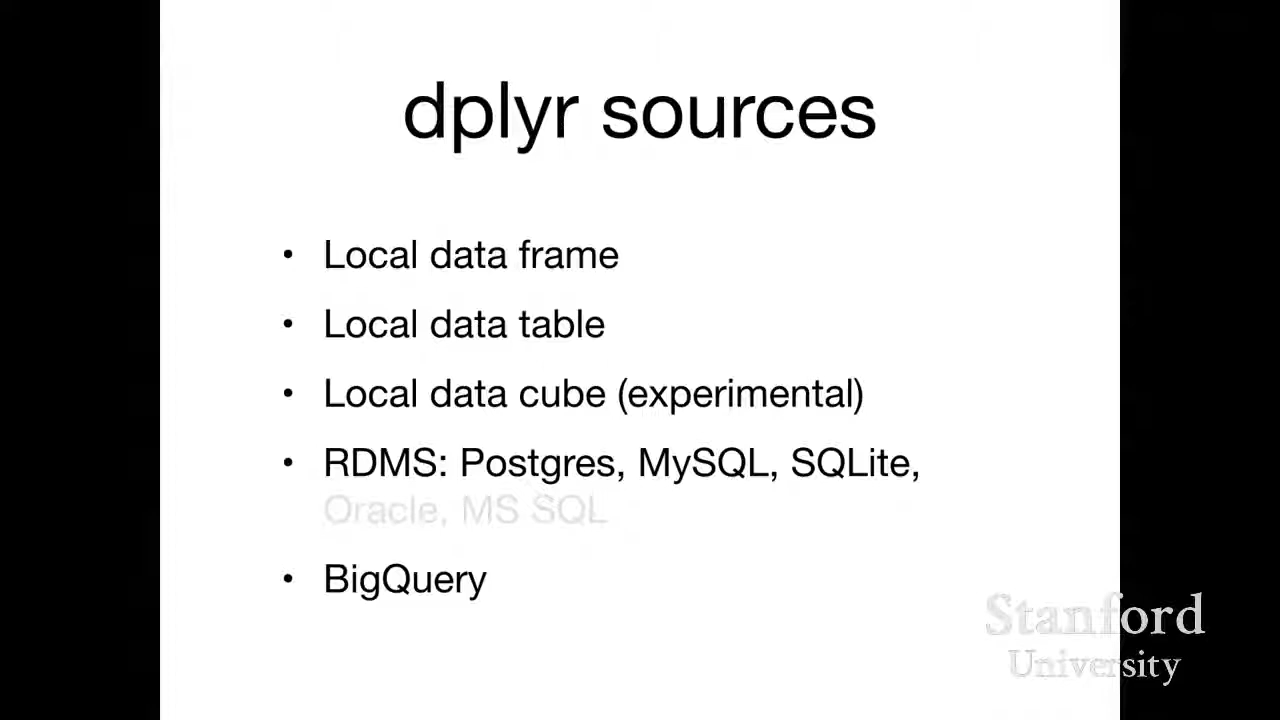 dplyr sources
• Local data frame
• Local data table
• Local data cube (experimental)
• RDMS: Postgres, MySQL, SQLite,
Oracle, MS SQL
• BigQuery
Stanford
University